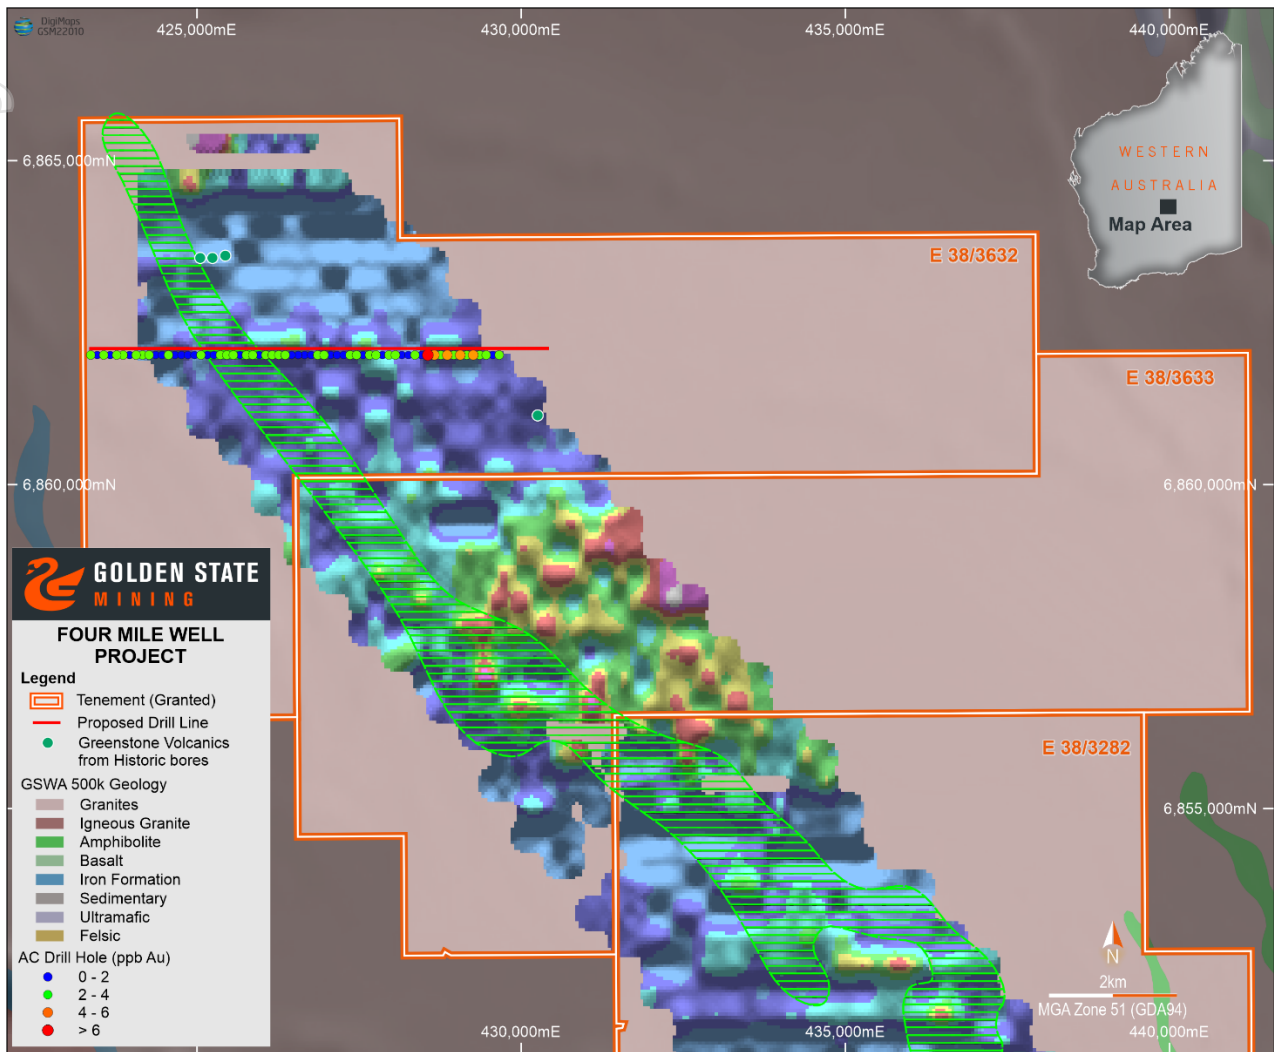 DigiMaps
GSM22010
425,000mE
430,000mE
435,000mE
440,000mE
WESTERN
AUSTRALIA
Map Area
6,865,000mN
E 38/3632
E 38/3633
6,860,000mN
6,860,000mN
GOLDEN STATE
MINING
FOUR MILE WELL
PROJECT
Legend
Tenement (Granted)
Proposed Drill Line
Greenstone Volcanics
from Historic bores
GSWA 500k Geology
Granites
Igneous Granite
Amphibolite
Basalt
Iron Formation
Sedimentary
Ultramafic
Felsic
AC Drill Hole (ppb Au)
0 - 2
2 - 4
4 - 6
> 6
E 38/3282
6,855,000mN
N
2km
MGA Zone 51 (GDA94)
430,000mE
435,000mE
440,000mE